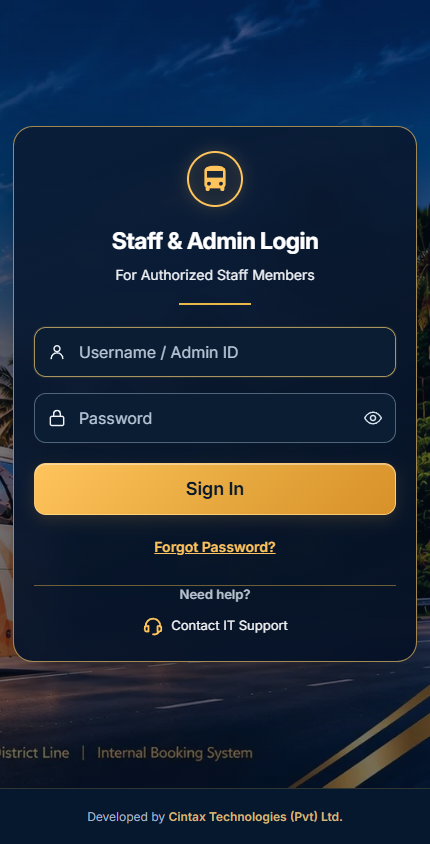 Staff & Admin Login
For Authorized Staff Members
Username / Admin ID
Password
Sign In
Forgot Password?
Need help?
Contact IT Support
District Line | Internal Booking System
Developed by Cintax Technologies (Pvt) Ltd.